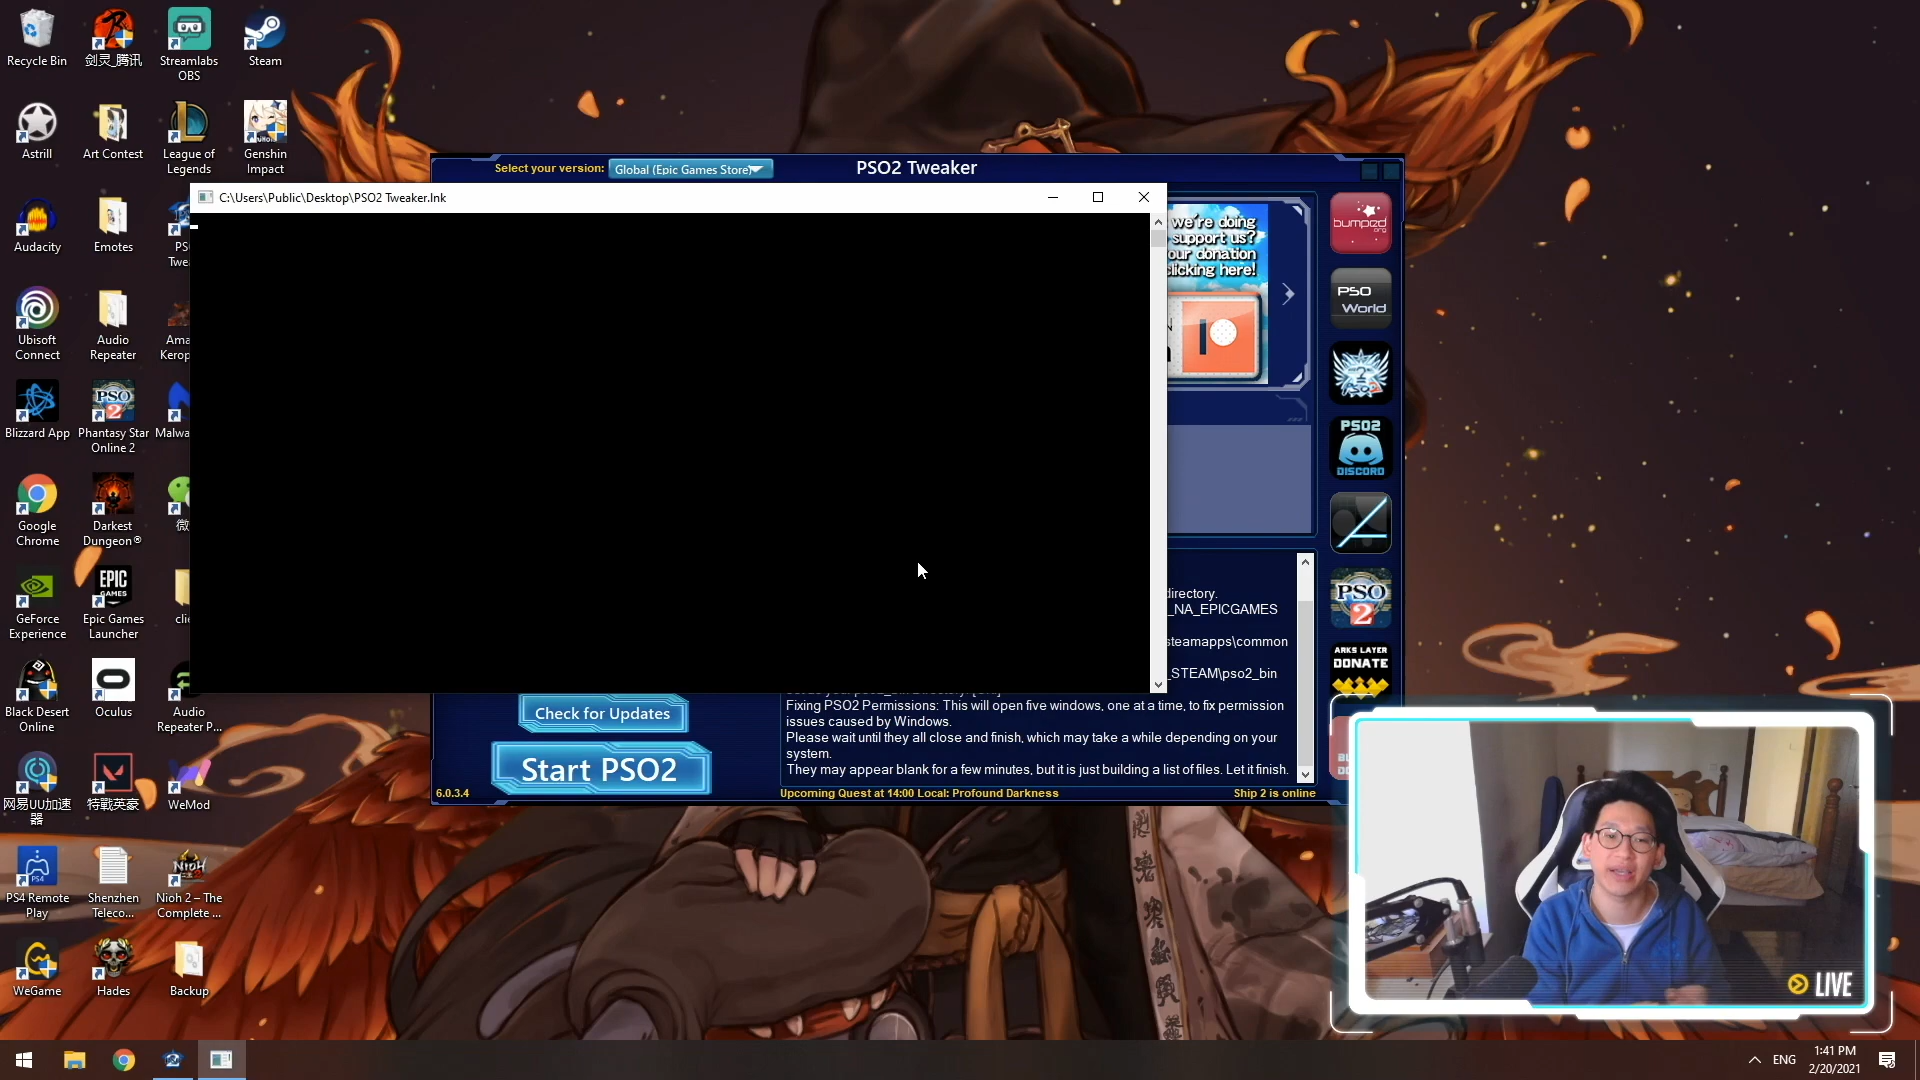 Recycle Bin
剑灵_腾讯
Streamlabs
OBS
Steam
Astrill
Art Contest
League of
Legends
Genshin
Impact
Audacity
Emotes
Ubisoft
Connect
Audio
Repeater
Blizzard App
PSO
2
Phantasy Star
Online 2
Google
Chrome
Darkest
Dungeon®
GeForce
Experience
EPIC
GAMES
Epic Games
Launcher
Black Desert
Online
Oculus
Audio
Repeater P...
网易UU加速
器
特戰英豪
WeMod
PS4
PS4 Remote
Play
Shenzhen
Teleco...
NIOH
Nioh 2 – The
Complete ...
WeGame
Hades
Backup
Select your version:
Global (Epic Games Store)
PSO2 Tweaker
C:\Users\Public\Desktop\PSO2 Tweaker.lnk
we're doing
support us?
our donation
clicking here!
directory.
_NA_EPICGAMES
steamapps\common
_STEAM\pso2_bin
Fixing PSO2 Permissions: This will open five windows, one at a time, to fix permission
issues caused by Windows.
Please wait until they all close and finish, which may take a while depending on your
system.
They may appear blank for a few minutes, but it is just building a list of files. Let it finish.
Check for Updates
Start PSO2
6.0.3.4
Upcoming Quest at 14:00 Local: Profound Darkness
Ship 2 is online
bumped
.org
PSO
World
PSO2
DISCORD
PSO
2
ARKS LAYER
DONATE
LIVE
ENG
1:41 PM
2/20/2021